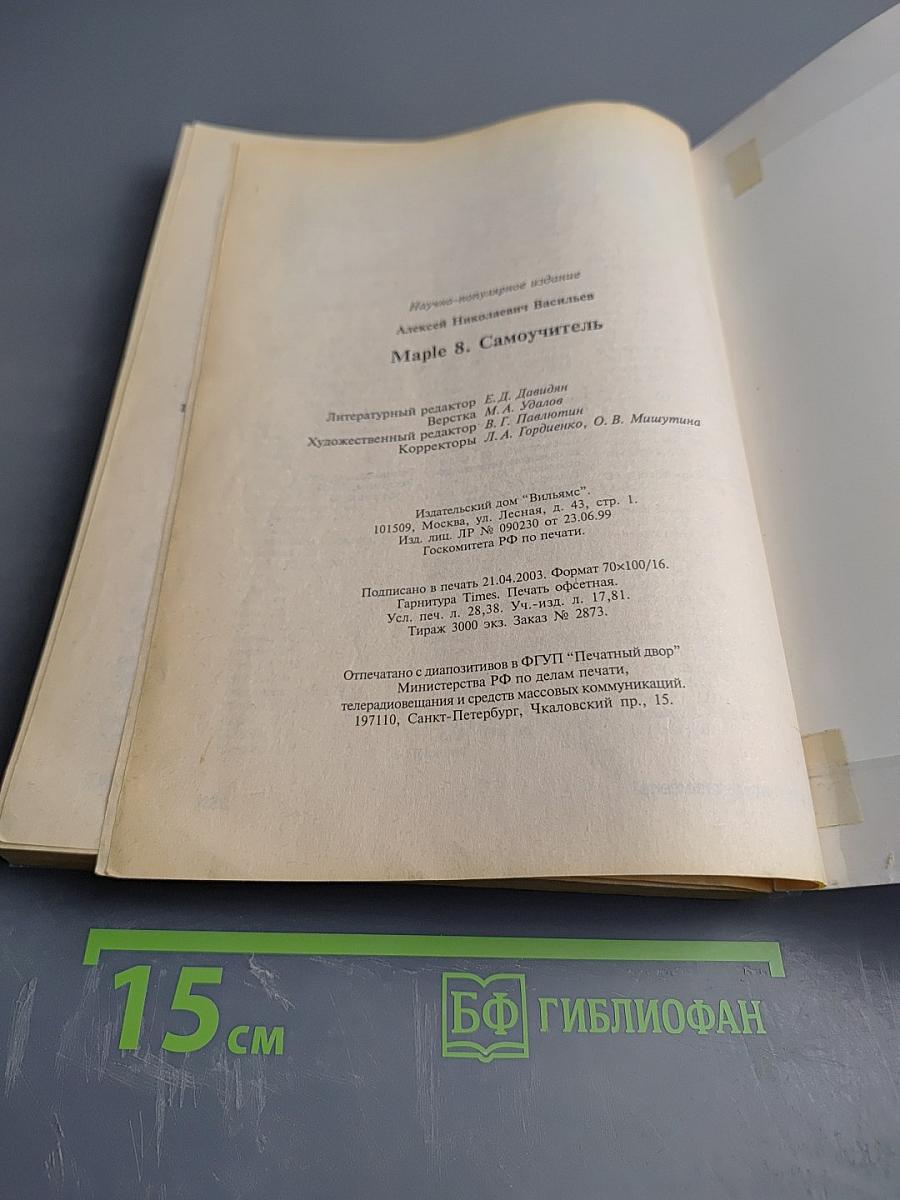 Научно-популярное издание
Алексей Николаевич Васильев
Maple 8. Самоучитель
Литературный редактор Е. Д. Давидян
Верстка М. А. Удалов
Художественный редактор В. Г. Павлютин
Корректоры Л. А. Гордиенко, О. В. Мишутина
Издательский дом “Вильямс”.
101509, Москва, ул. Лесная, д. 43, стр. 1.
Изд. лиц. ЛР № 090230 от 23.06.99
Госкомитета РФ по печати.
Подписано в печать 21.04.2003. Формат 70×100/16.
Гарнитура Times. Печать офсетная.
Усл. печ. л. 28,38. Уч.-изд. л. 17,81.
Тираж 3000 экз. Заказ № 2873.
Отпечатано с диапозитивов в ФГУП “Печатный двор”
Министерства РФ по делам печати,
телерадиовещания и средств массовых коммуникаций.
197110, Санкт-Петербург, Чкаловский пр., 15.
15 см
БФ ГИБЛИОФАН